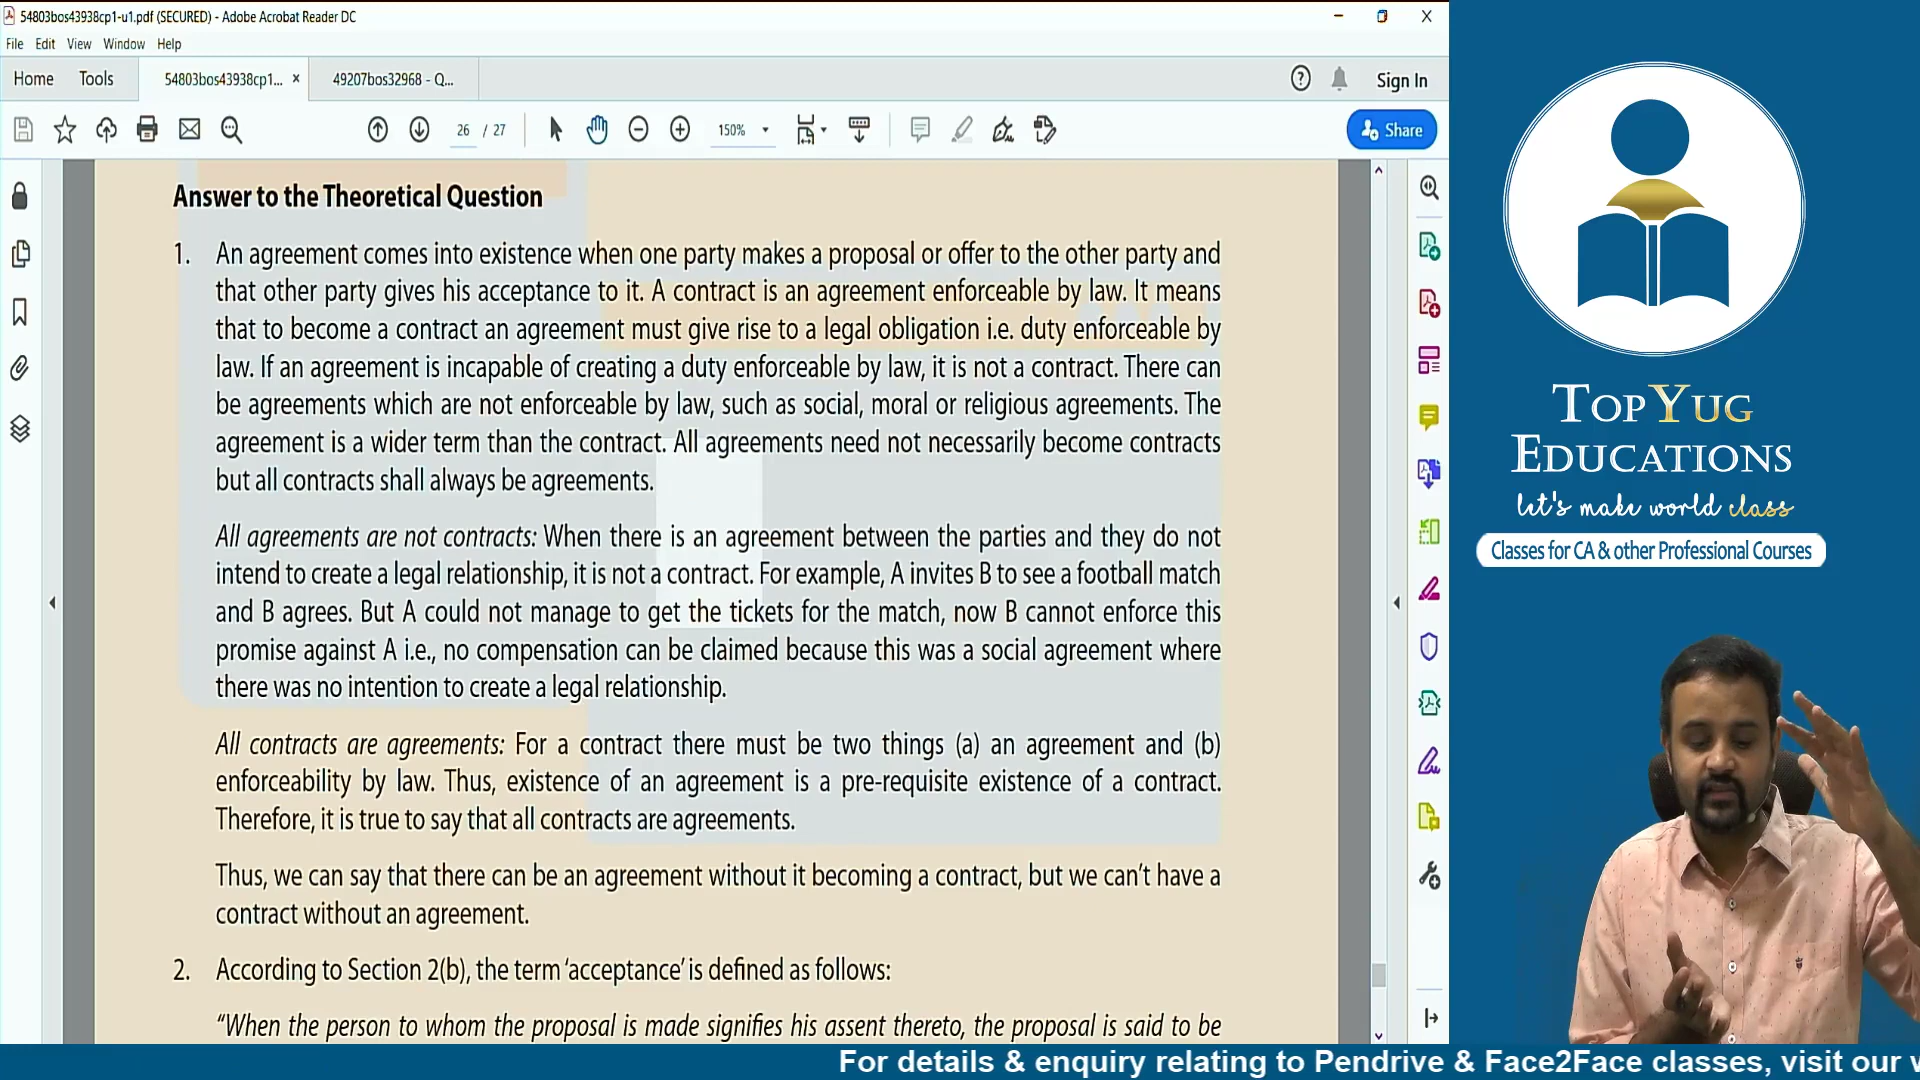 54803bos43938cp1-u1.pdf (SECURED) - Adobe Acrobat Reader DC
File Edit View Window Help
Home Tools 54803bos43938cp1... × 49207bos32968 - Q... Sign In
26 / 27 150% Share
Answer to the Theoretical Question
1. An agreement comes into existence when one party makes a proposal or offer to the other party and
that other party gives his acceptance to it. A contract is an agreement enforceable by law. It means
that to become a contract an agreement must give rise to a legal obligation i.e. duty enforceable by
law. If an agreement is incapable of creating a duty enforceable by law, it is not a contract. There can
be agreements which are not enforceable by law, such as social, moral or religious agreements. The
agreement is a wider term than the contract. All agreements need not necessarily become contracts
but all contracts shall always be agreements.
All agreements are not contracts: When there is an agreement between the parties and they do not
intend to create a legal relationship, it is not a contract. For example, A invites B to see a football match
and B agrees. But A could not manage to get the tickets for the match, now B cannot enforce this
promise against A i.e., no compensation can be claimed because this was a social agreement where
there was no intention to create a legal relationship.
All contracts are agreements: For a contract there must be two things (a) an agreement and (b)
enforceability by law. Thus, existence of an agreement is a pre-requisite existence of a contract.
Therefore, it is true to say that all contracts are agreements.
Thus, we can say that there can be an agreement without it becoming a contract, but we can't have a
contract without an agreement.
2. According to Section 2(b), the term 'acceptance' is defined as follows:
"When the person to whom the proposal is made signifies his assent thereto, the proposal is said to be
TOPYUG
EDUCATIONS
let's make world class
Classes for CA & other Professional Courses
For details & enquiry relating to Pendrive & Face2Face classes, visit our